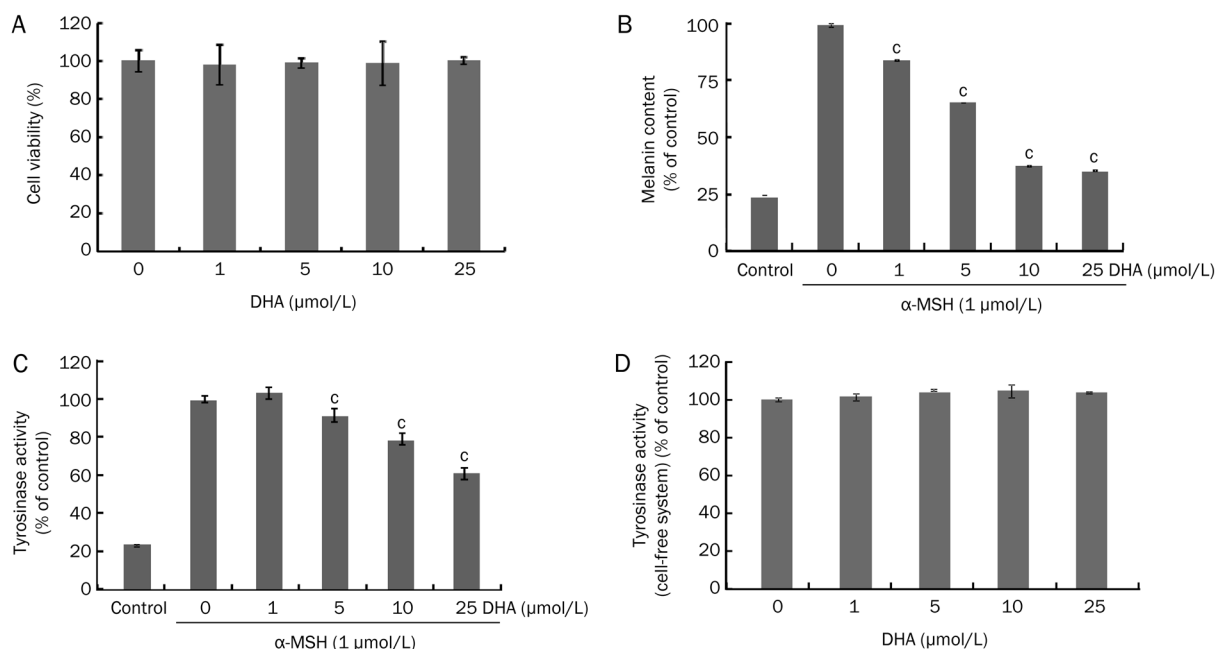 A
Cell viability (%)
120
100
80
60
40
20
0
0 1 5 10 25
DHA (μmol/L)
B
Melanin content
(% of control)
100
75
50
25
0
c
c
c
c
Control 0 1 5 10 25 DHA (μmol/L)
α-MSH (1 μmol/L)
C
Tyrosinase activity
(% of control)
120
100
80
60
40
20
0
c
c
c
Control 0 1 5 10 25 DHA (μmol/L)
α-MSH (1 μmol/L)
D
Tyrosinase activity
(cell-free system) (% of control)
120
100
80
60
40
20
0
0 1 5 10 25
DHA (μmol/L)